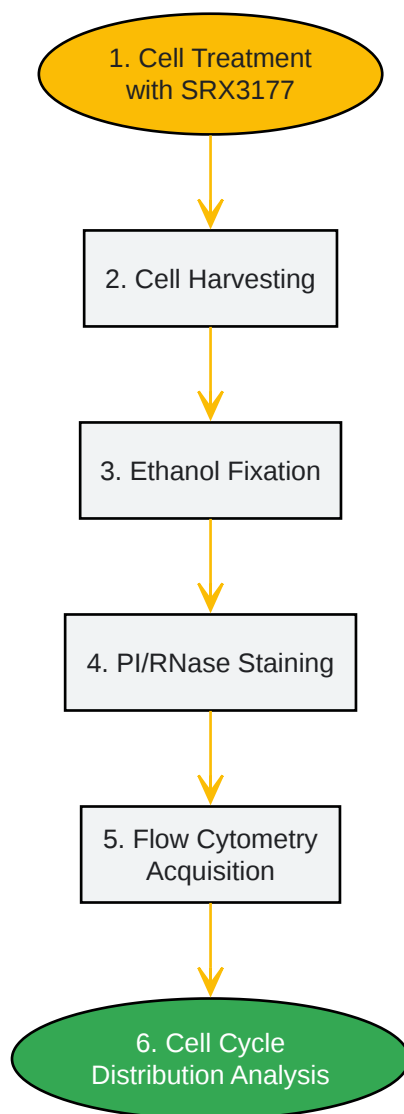 1. Cell Treatment
with SRX3177
2. Cell Harvesting
3. Ethanol Fixation
4. PI/RNase Staining
5. Flow Cytometry
Acquisition
6. Cell Cycle
Distribution Analysis